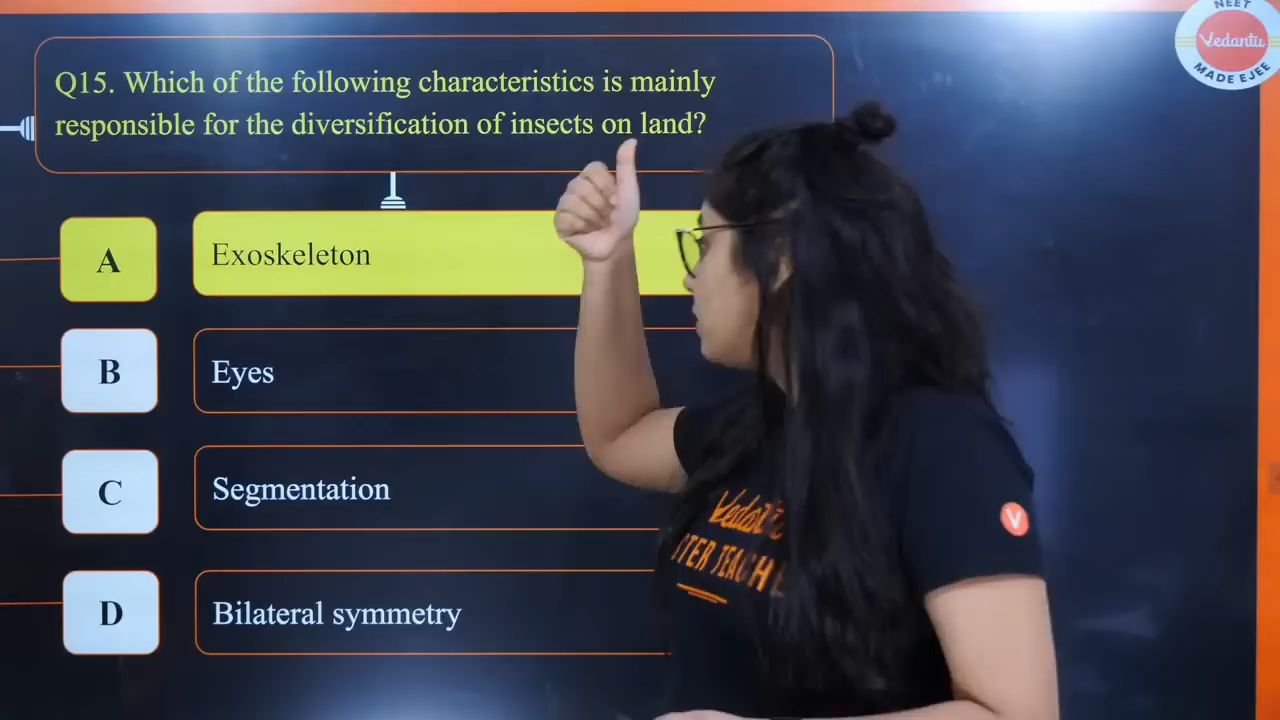 NEET
Vedantu
MADE EJEE
Q15. Which of the following characteristics is mainly
responsible for the diversification of insects on land?
A
Exoskeleton
B
Eyes
C
Segmentation
D
Bilateral symmetry
V